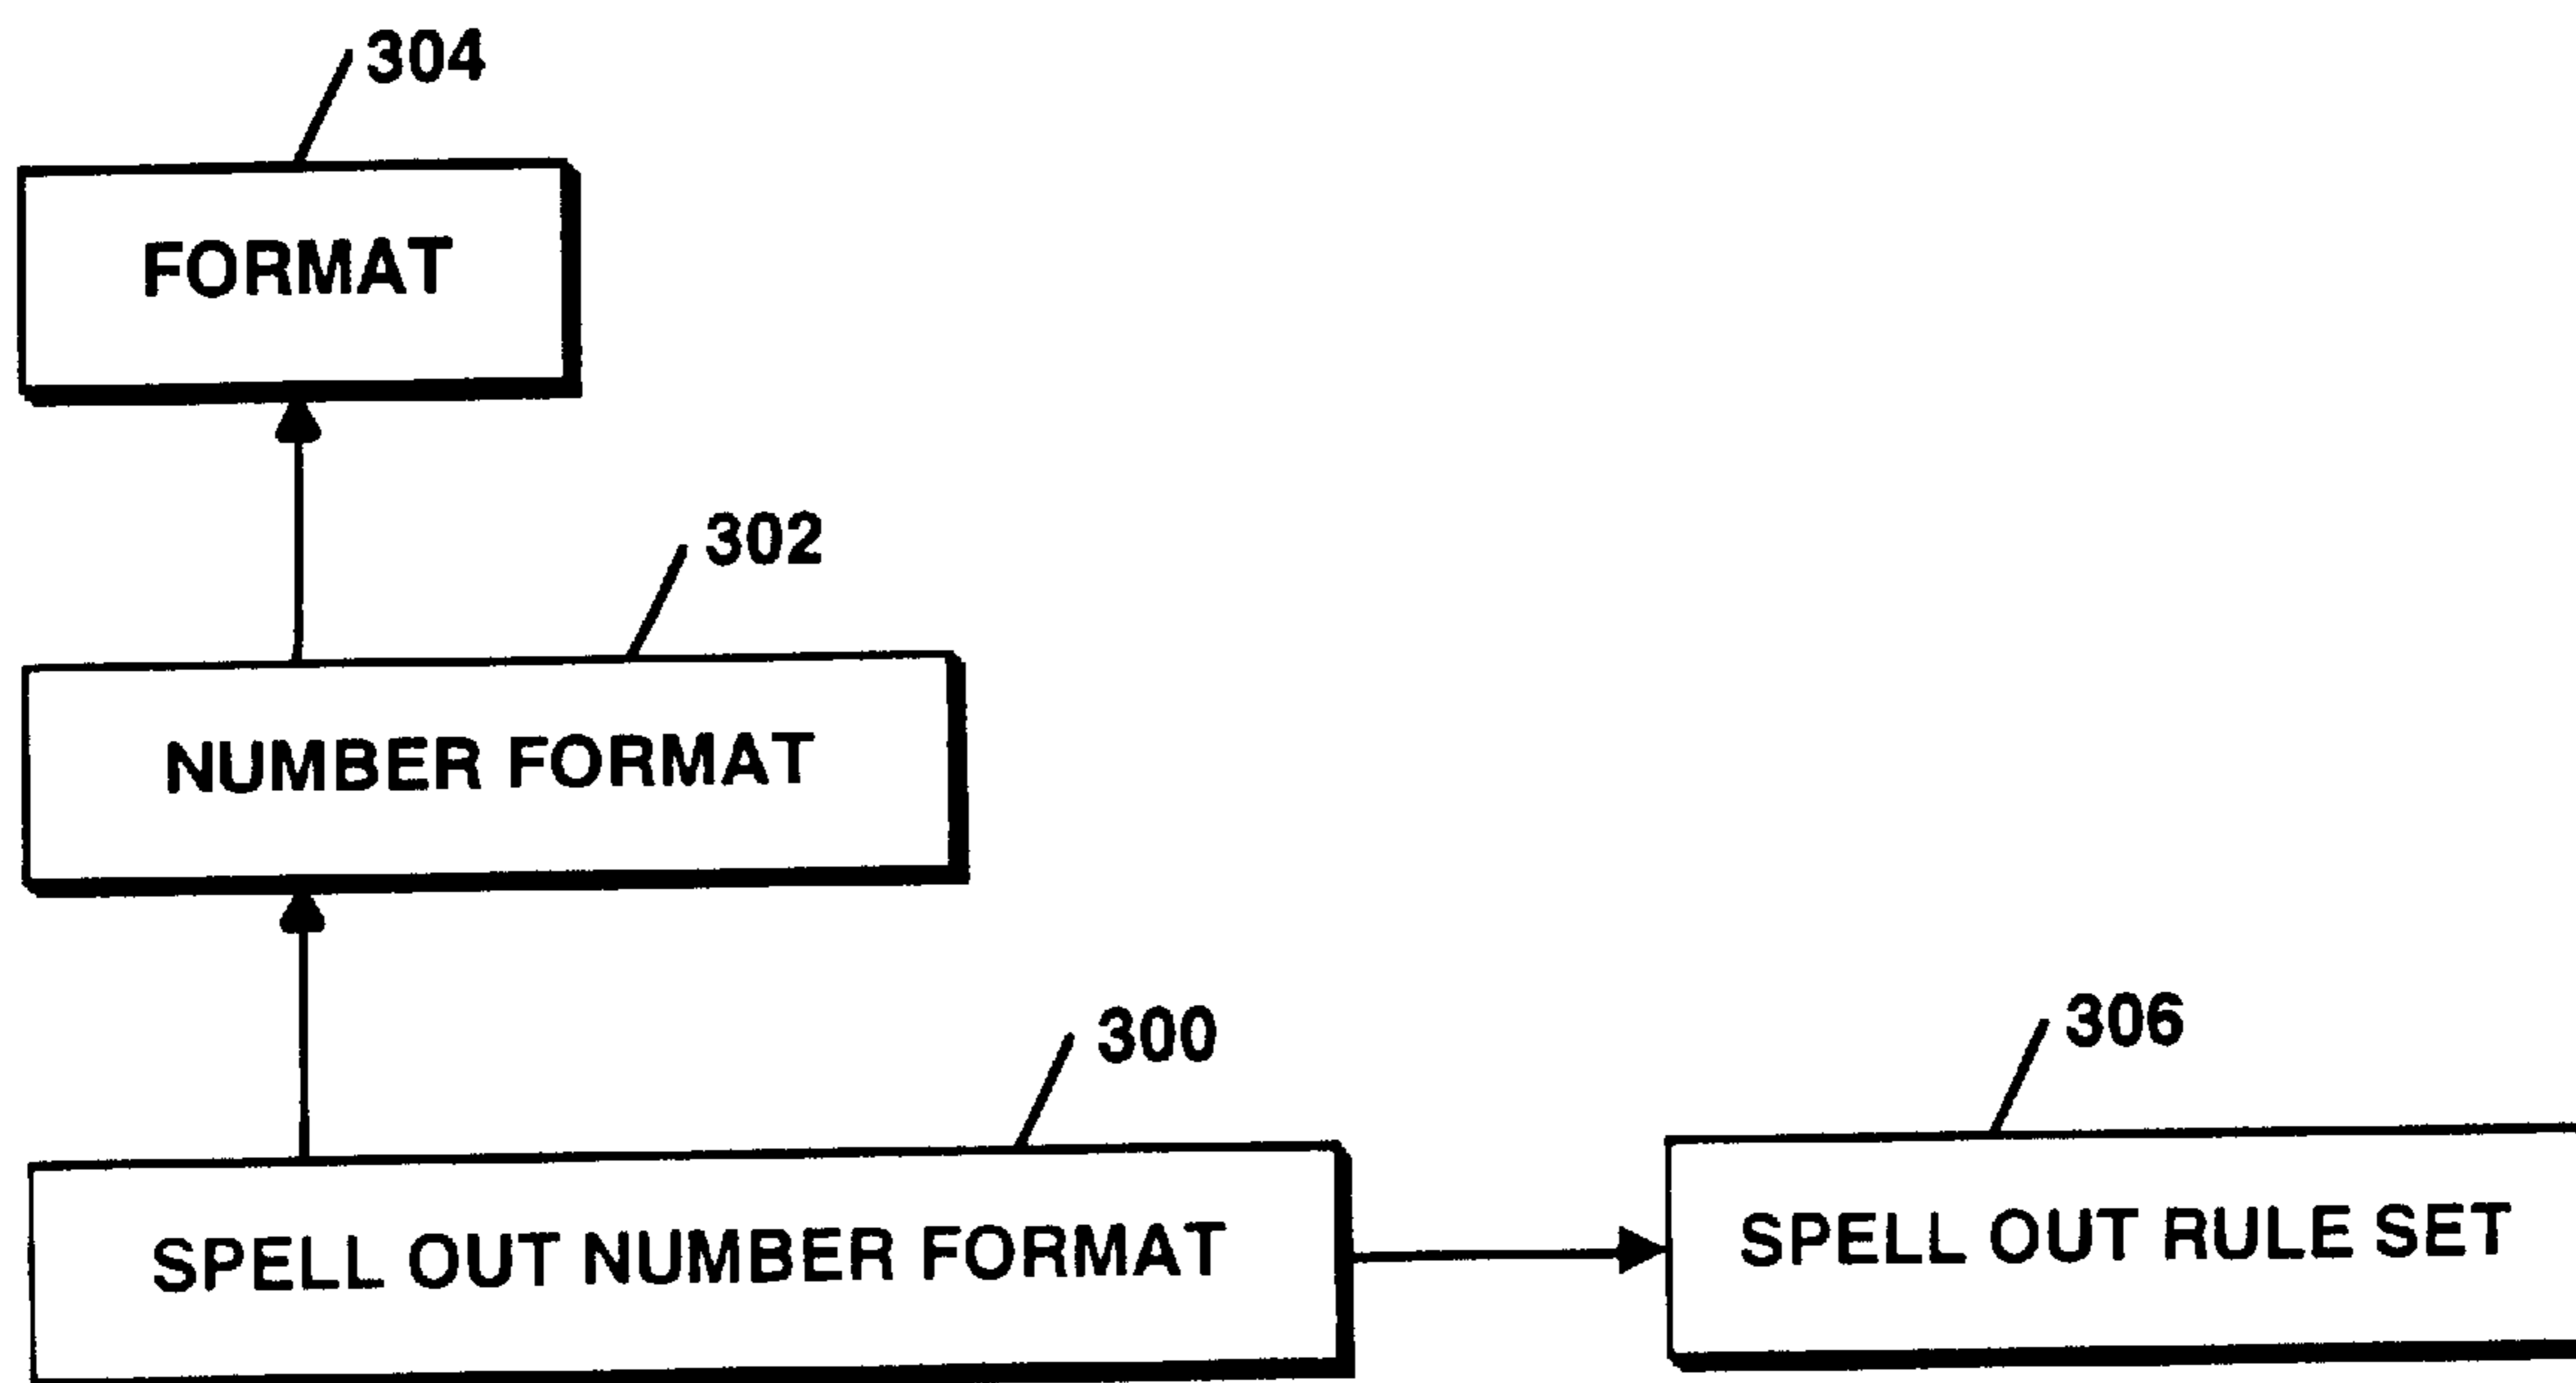 304
FORMAT
302
NUMBER FORMAT
300
SPELL OUT NUMBER FORMAT
306
SPELL OUT RULE SET